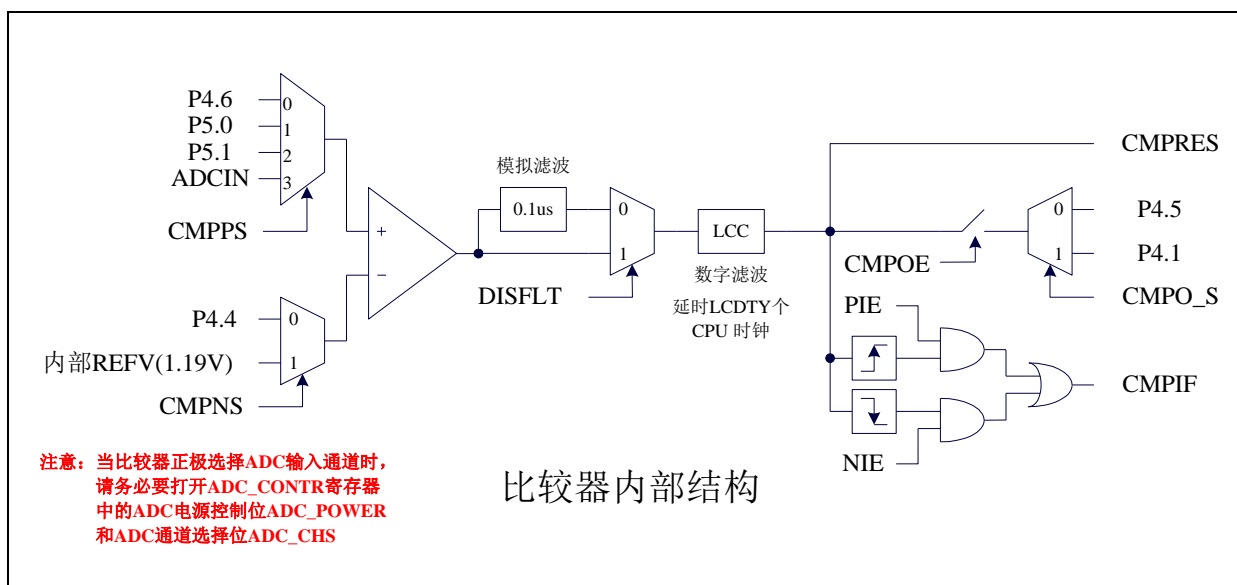 P4.6
P5.0
P5.1
ADCIN
0
1
2
3
CMPPS
+
−
P4.4
内部REFV(1.19V)
0
1
CMPNS
模拟滤波
0.1us
0
1
DISFLT
LCC
数字滤波
延时LCDTY个
CPU 时钟
CMPRES
0
1
P4.5
P4.1
CMPOE
CMPO_S
PIE
CMPIF
NIE
注意：当比较器正极选择ADC输入通道时，
请务必要打开ADC_CONTR寄存器
中的ADC电源控制位ADC_POWER
和ADC通道选择位ADC_CHS
比较器内部结构